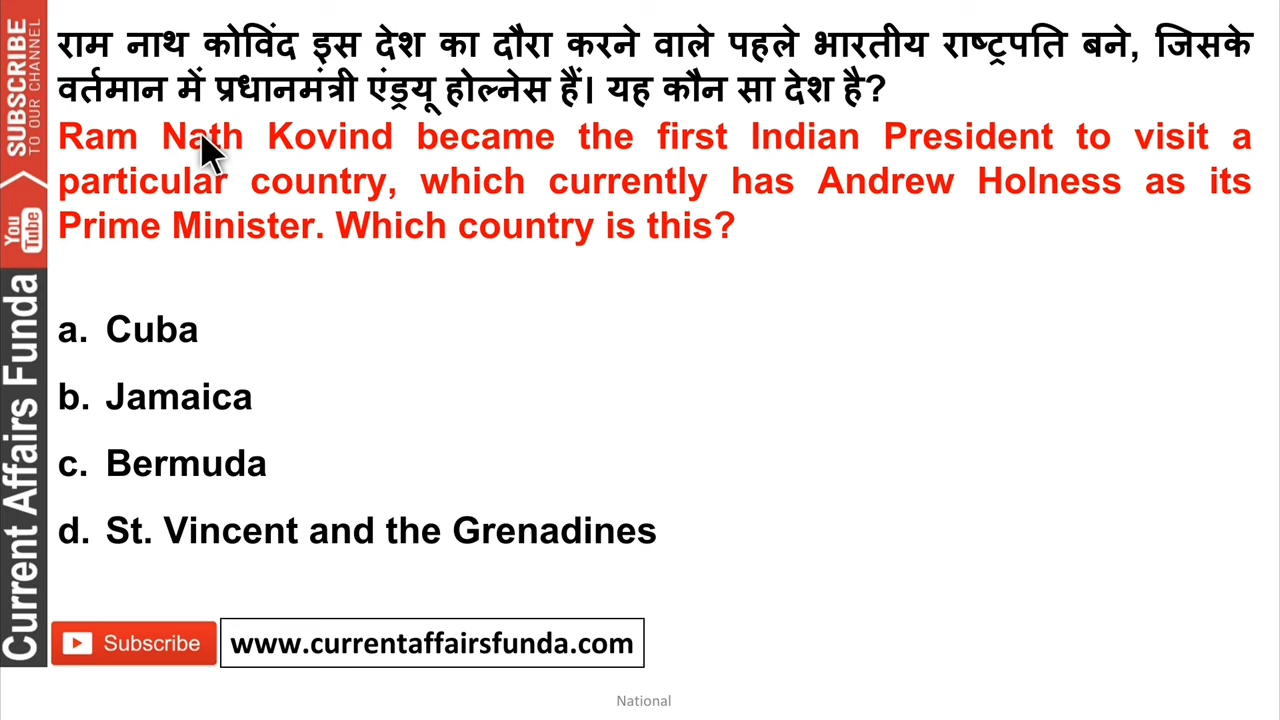 राम नाथ कोविंद इस देश का दौरा करने वाले पहले भारतीय राष्ट्रपति बने, जिसके
वर्तमान में प्रधानमंत्री एंड्रयू होल्नेस हैं। यह कौन सा देश है?
Ram Nath Kovind became the first Indian President to visit a
particular country, which currently has Andrew Holness as its
Prime Minister. Which country is this?
a. Cuba
b. Jamaica
c. Bermuda
d. St. Vincent and the Grenadines
Subscribe
www.currentaffairsfunda.com
National
SUBSCRIBE
TO OUR CHANNEL
You
Tube
Current Affairs Funda